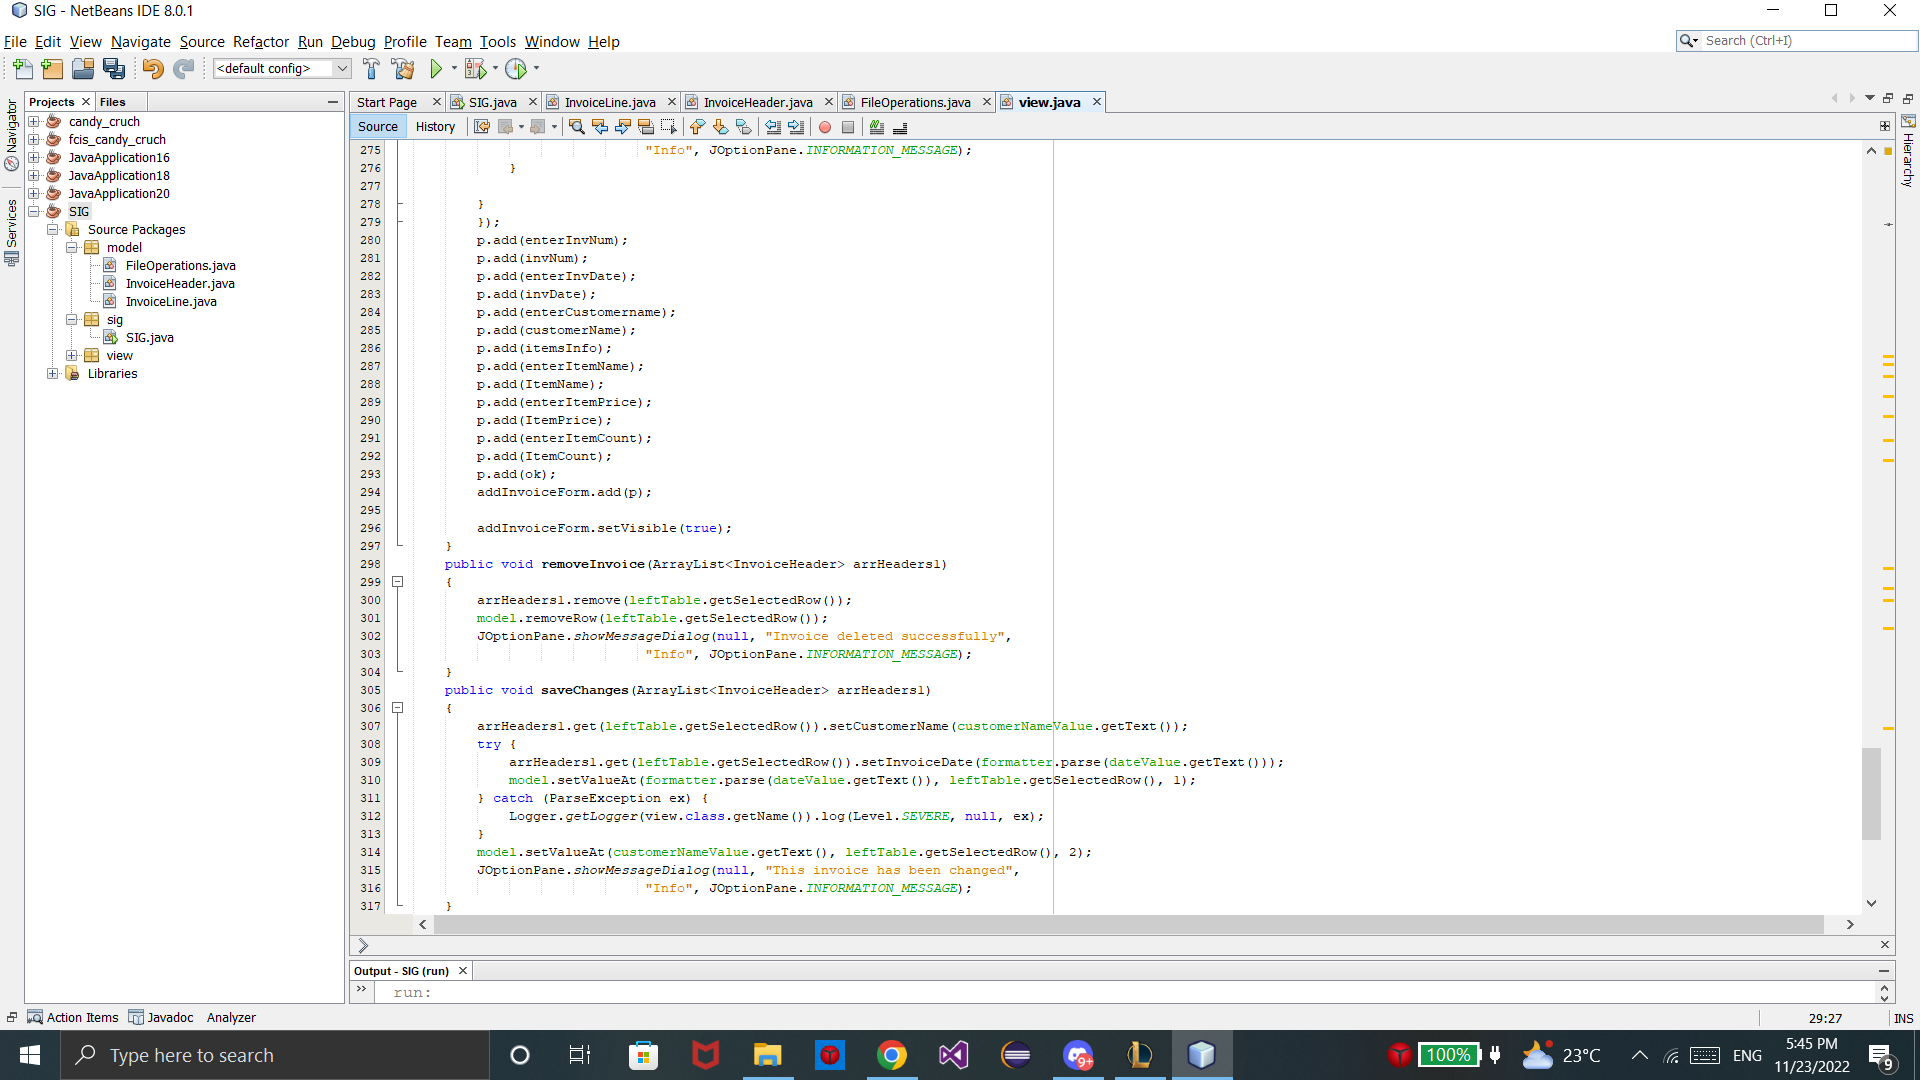 SIG - NetBeans IDE 8.0.1
File Edit View Navigate Source Refactor Run Debug Profile Team Tools Window Help
Search (Ctrl+I)
<default config>
Navigator
Services
Projects Files
candy_cruch
fcis_candy_cruch
JavaApplication16
JavaApplication18
JavaApplication20
SIG
Source Packages
model
FileOperations.java
InvoiceHeader.java
InvoiceLine.java
sig
SIG.java
view
Libraries
Start Page SIG.java InvoiceLine.java InvoiceHeader.java FileOperations.java view.java
Source History
Hierarchy
275 "Info", JOptionPane.INFORMATION_MESSAGE);
276 }
277
278 }
279 });
280 p.add(enterInvNum);
281 p.add(invNum);
282 p.add(enterInvDate);
283 p.add(invDate);
284 p.add(enterCustomername);
285 p.add(customerName);
286 p.add(itemsInfo);
287 p.add(enterItemName);
288 p.add(ItemName);
289 p.add(enterItemPrice);
290 p.add(ItemPrice);
291 p.add(enterItemCount);
292 p.add(ItemCount);
293 p.add(ok);
294 addInvoiceForm.add(p);
295
296 addInvoiceForm.setVisible(true);
297 }
298 public void removeInvoice(ArrayList<InvoiceHeader> arrHeaders1)
299 {
300 arrHeaders1.remove(leftTable.getSelectedRow());
301 model.removeRow(leftTable.getSelectedRow());
302 JOptionPane.showMessageDialog(null, "Invoice deleted successfully",
303 "Info", JOptionPane.INFORMATION_MESSAGE);
304 }
305 public void saveChanges(ArrayList<InvoiceHeader> arrHeaders1)
306 {
307 arrHeaders1.get(leftTable.getSelectedRow()).setCustomerName(customerNameValue.getText());
308 try {
309 arrHeaders1.get(leftTable.getSelectedRow()).setInvoiceDate(formatter.parse(dateValue.getText()));
310 model.setValueAt(formatter.parse(dateValue.getText()), leftTable.getSelectedRow(), 1);
311 } catch (ParseException ex) {
312 Logger.getLogger(view.class.getName()).log(Level.SEVERE, null, ex);
313 }
314 model.setValueAt(customerNameValue.getText(), leftTable.getSelectedRow(), 2);
315 JOptionPane.showMessageDialog(null, "This invoice has been changed",
316 "Info", JOptionPane.INFORMATION_MESSAGE);
317 }
Output - SIG (run)
run:
Action Items Javadoc Analyzer
29:27 INS
Type here to search
9+
100%
23°C
ENG
5:45 PM
11/23/2022
9